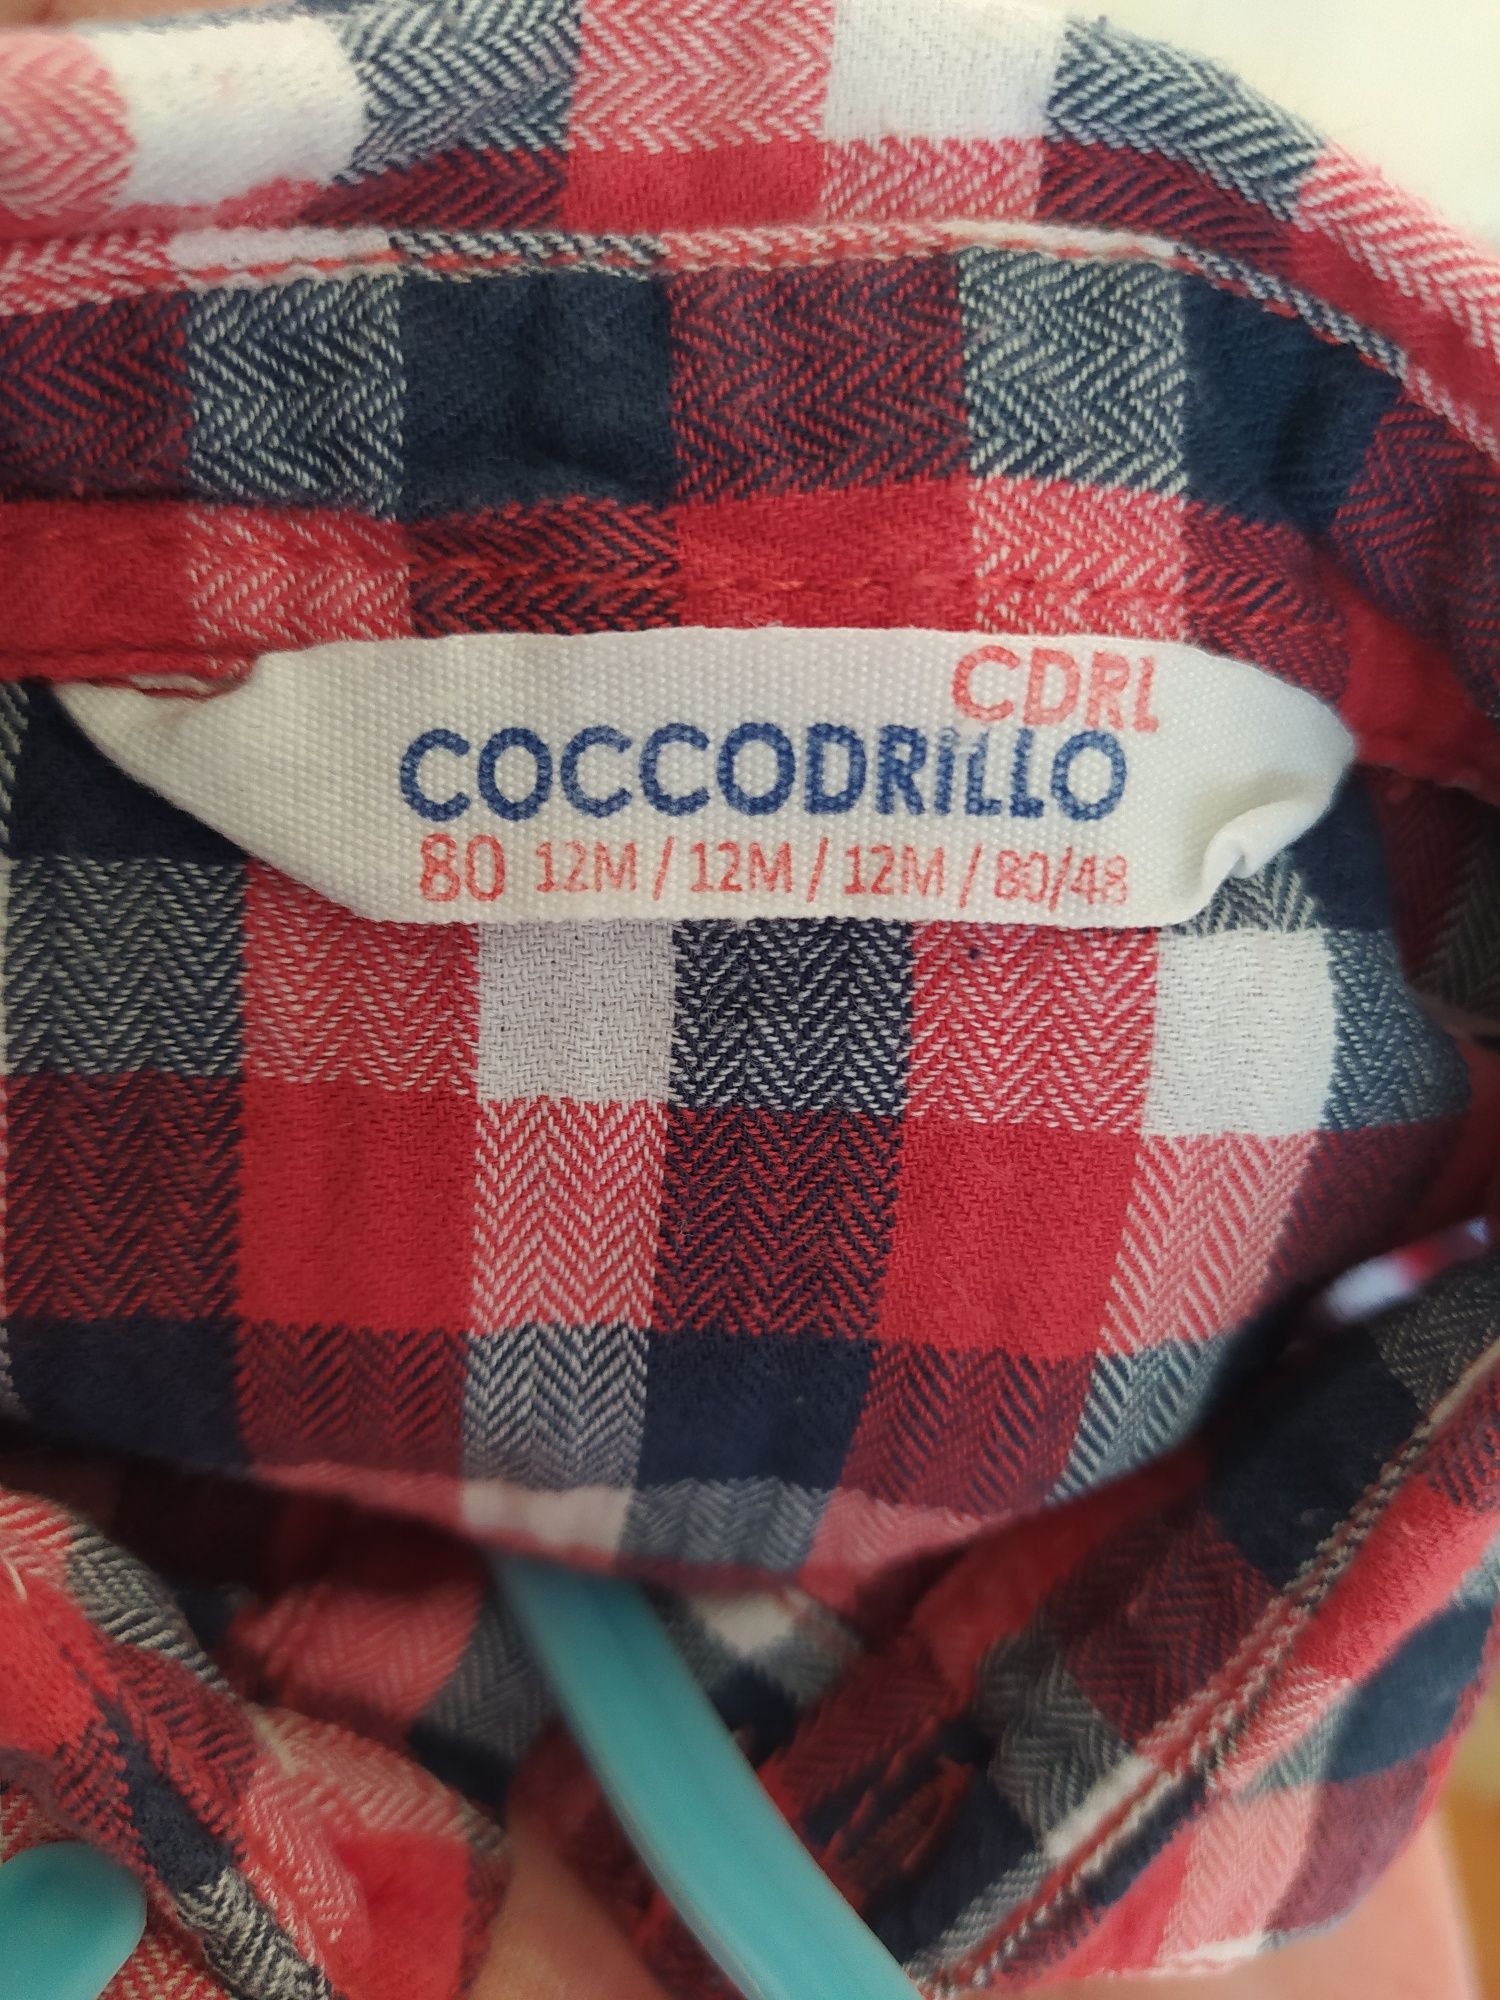 CDRL
COCCODRILLO
80 12M / 12M / 12M / 80/48